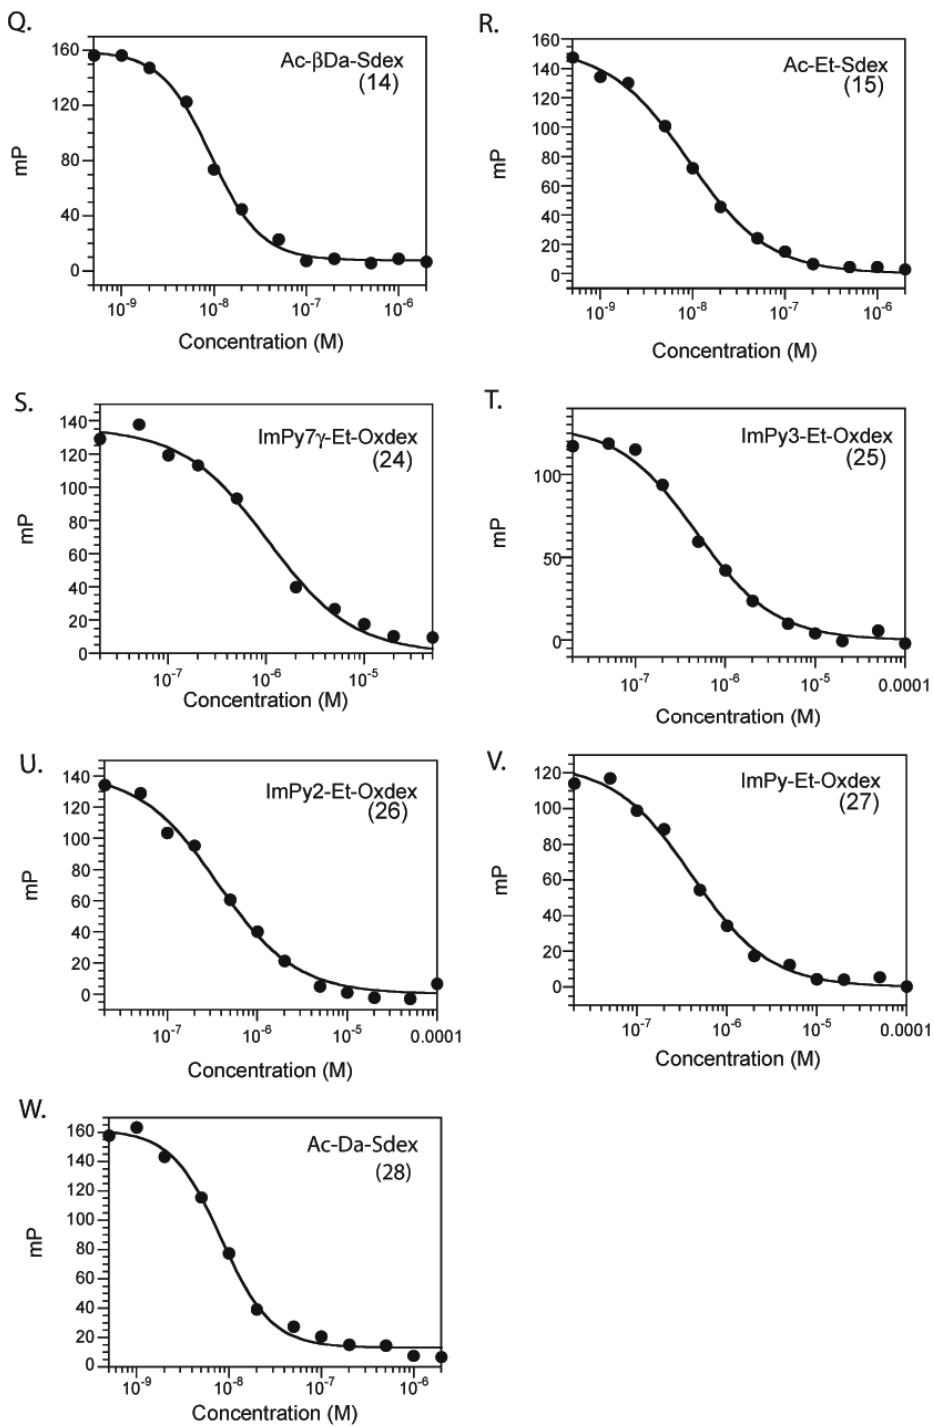 Q.
Ac-βDa-Sdex
(14)
160
120
80
40
0
mP
10-9
10-8
10-7
10-6
Concentration (M)
R.
Ac-Et-Sdex
(15)
160
140
120
100
80
60
40
20
0
mP
10-9
10-8
10-7
10-6
Concentration (M)
S.
ImPy7γ-Et-Oxdex
(24)
140
120
100
80
60
40
20
0
mP
10-7
10-6
10-5
Concentration (M)
T.
ImPy3-Et-Oxdex
(25)
100
50
0
mP
10-7
10-6
10-5
0.0001
Concentration (M)
U.
ImPy2-Et-Oxdex
(26)
140
120
100
80
60
40
20
0
mP
10-7
10-6
10-5
0.0001
Concentration (M)
V.
ImPy-Et-Oxdex
(27)
120
100
80
60
40
20
0
mP
10-7
10-6
10-5
0.0001
Concentration (M)
W.
Ac-Da-Sdex
(28)
160
140
120
100
80
60
40
20
0
mP
10-9
10-8
10-7
10-6
Concentration (M)